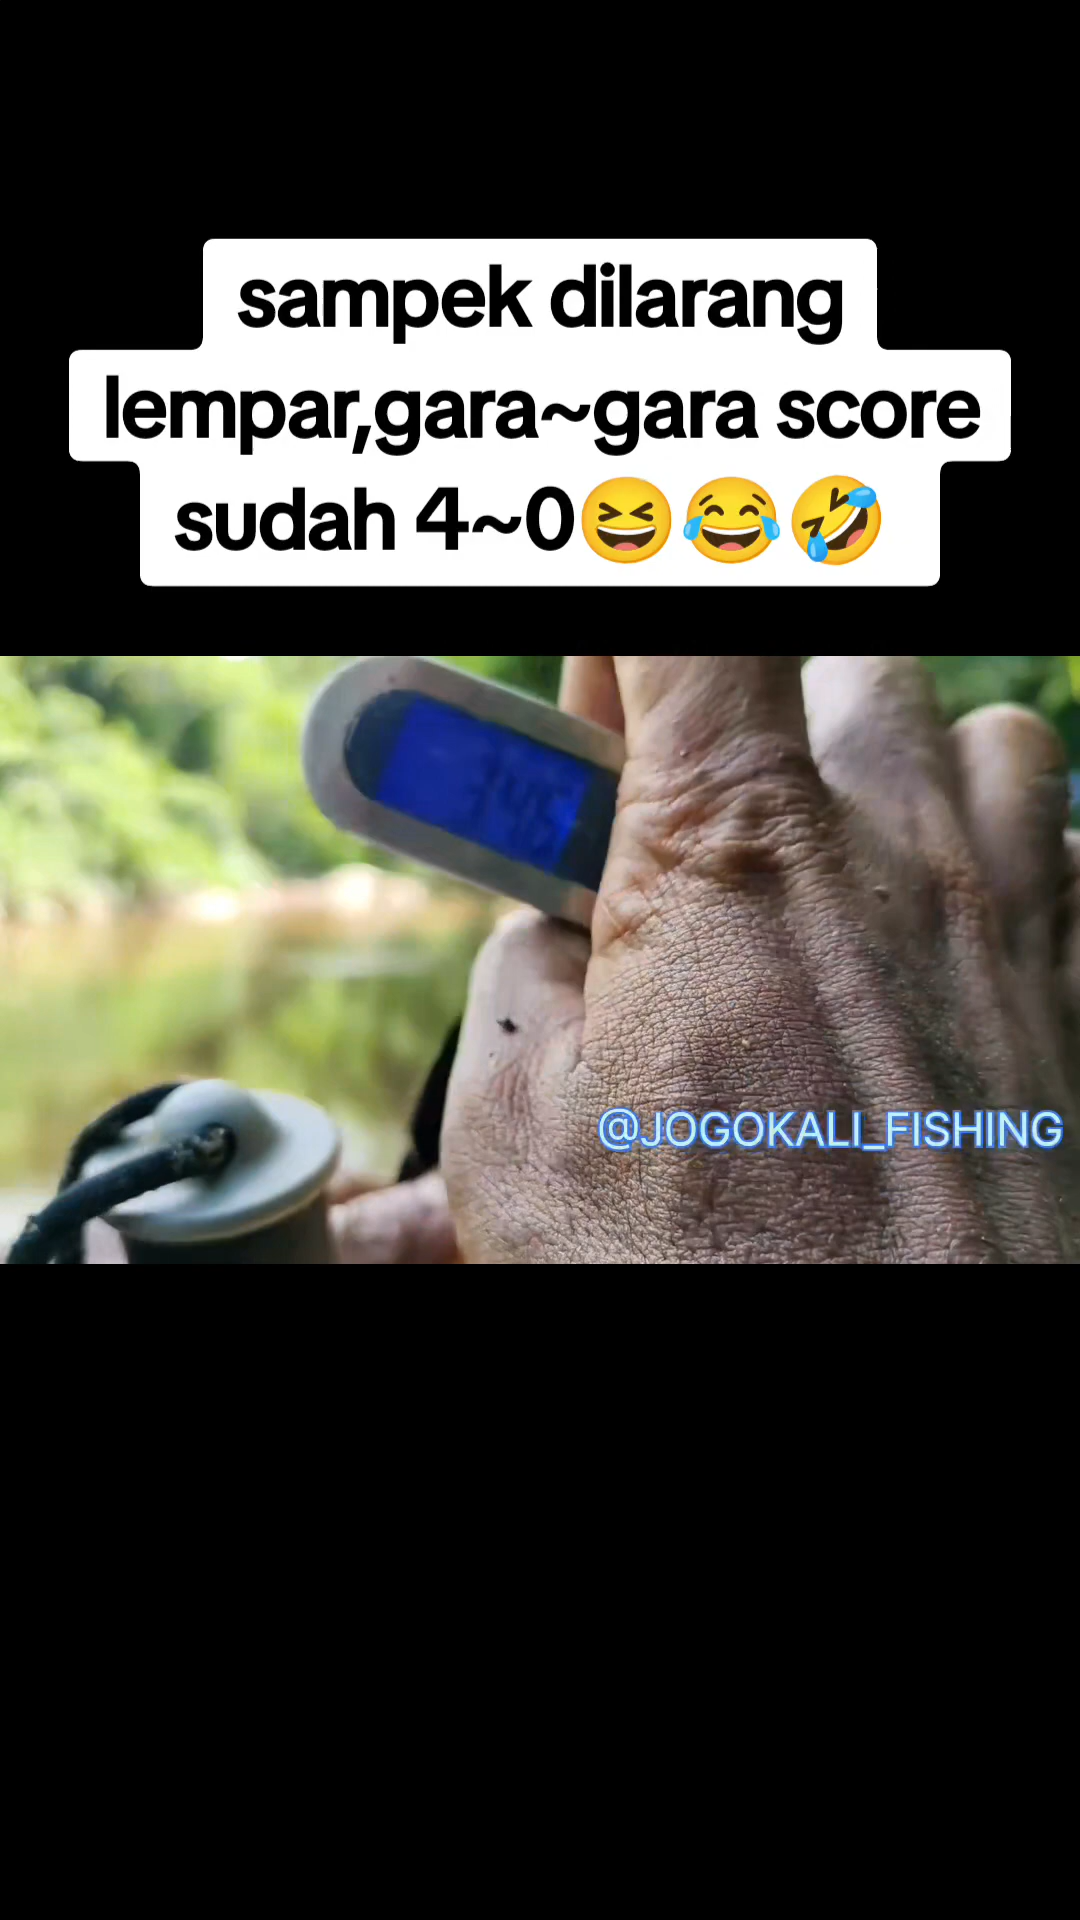 sampek dilarang
lempar,gara~gara score
sudah 4~0😆😂🤣
@JOGOKALI_FISHING